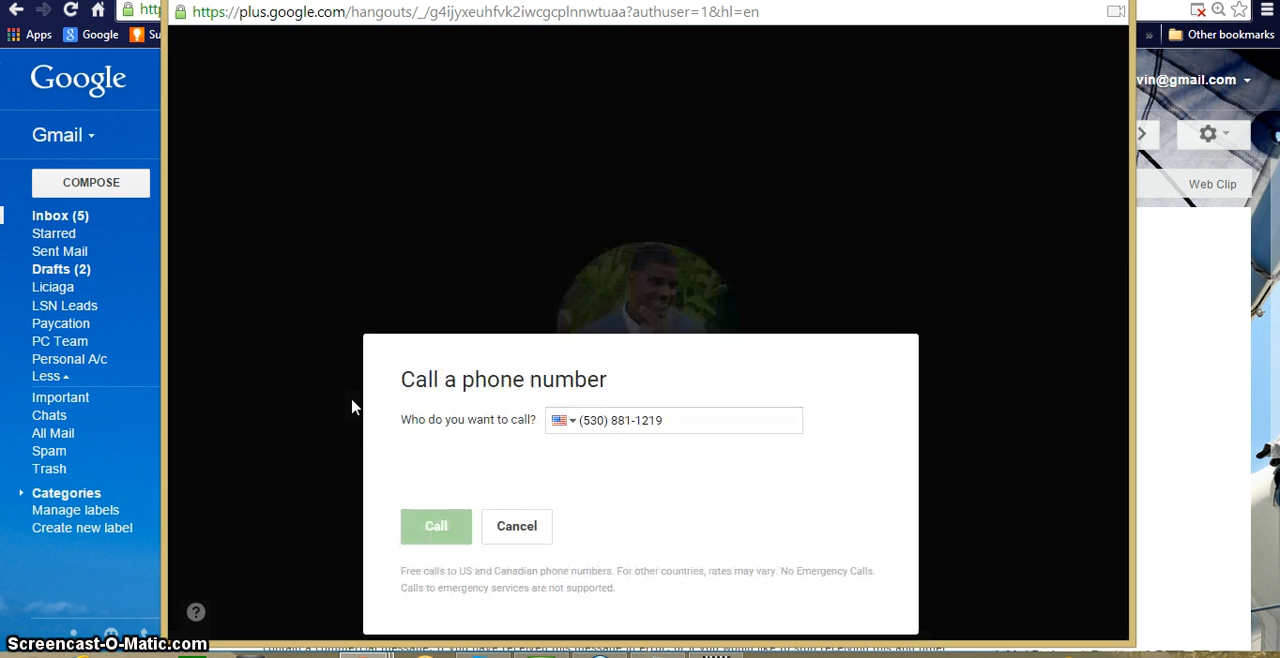 https://plus.google.com/hangouts/_/g4ijyxeuhfvk2iwcgcplnnwtuaa?authuser=1&hl=en
http
Apps Google Su
» Other bookmarks
Google
vin@gmail.com
Gmail
COMPOSE
Web Clip
Inbox (5)
Starred
Sent Mail
Drafts (2)
Liciaga
LSN Leads
Paycation
PC Team
Personal A/c
Less
Important
Chats
All Mail
Spam
Trash
Categories
Manage labels
Create new label
Call a phone number
Who do you want to call? (530) 881-1219
Call Cancel
Free calls to US and Canadian phone numbers. For other countries, rates may vary. No Emergency Calls.
Calls to emergency services are not supported.
?
Screencast-O-Matic.com